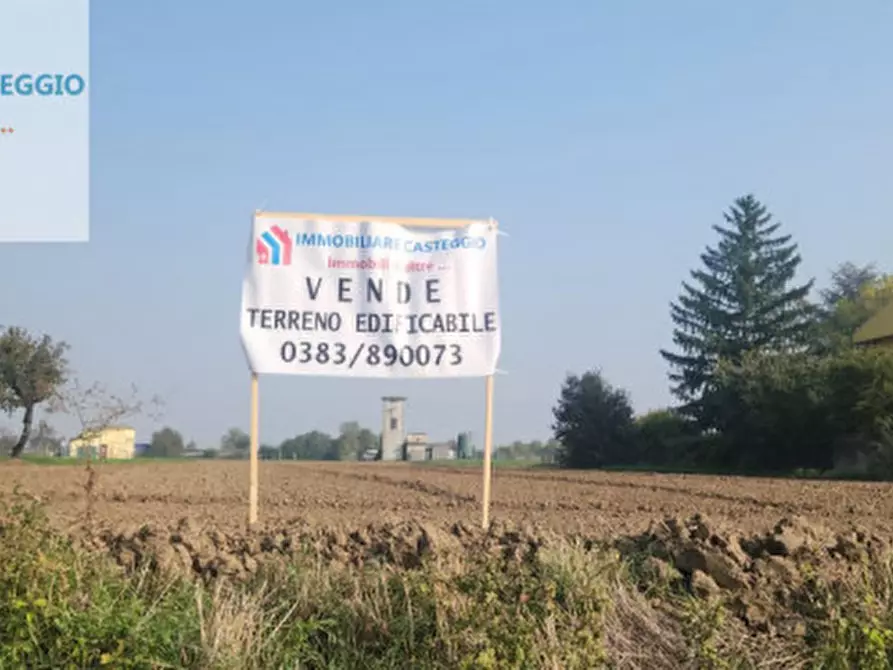 EGGIO
IMMOBILIARE CASTEGGIO
VENDE
TERRENO EDIFICABILE
0383/890073